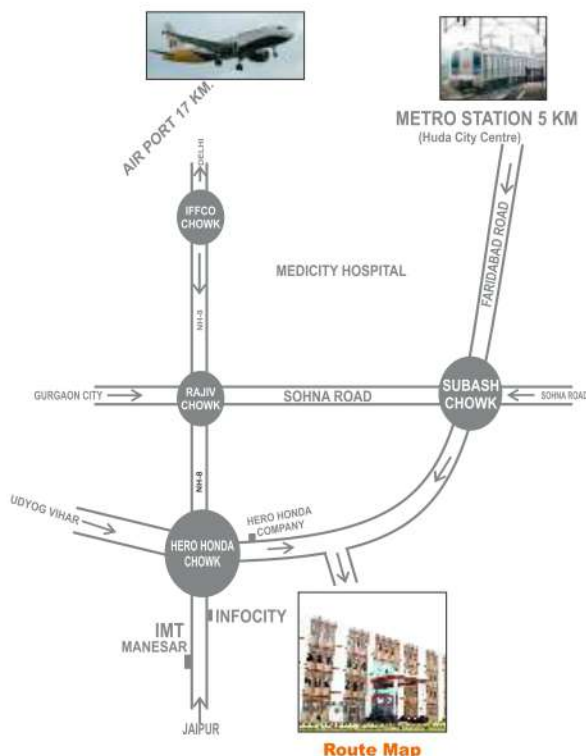 AIR PORT 17 KM.
METRO STATION 5 KM
(Huda City Centre)
DELHI
IFFCO
CHOWK
FARIDABAD ROAD
MEDICITY HOSPITAL
NH-8
GURGAON CITY
RAJIV
CHOWK
SOHNA ROAD
SUBASH
CHOWK
SOHNA ROAD
NH-8
UDYOG VIHAR
HERO HONDA
COMPANY
HERO HONDA
CHOWK
INFOCITY
IMT
MANESAR
JAIPUR
Route Map